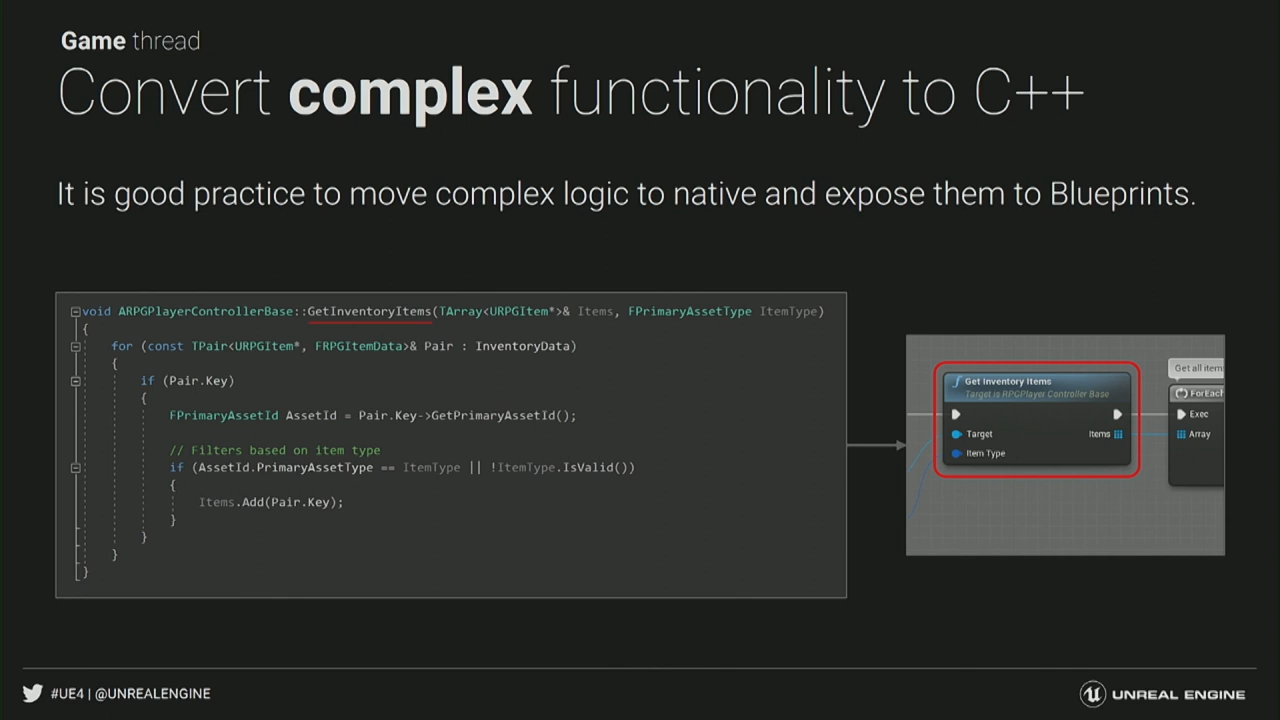 Game thread
Convert complex functionality to C++
It is good practice to move complex logic to native and expose them to Blueprints.
void ARPGPlayerControllerBase::GetInventoryItems(TArray<URPGItem*>& Items, FPrimaryAssetType ItemType)
{
for (const TPair<URPGItem*, FRPGItemData>& Pair : InventoryData)
{
if (Pair.Key)
{
FPrimaryAssetId AssetId = Pair.Key->GetPrimaryAssetId();
// Filters based on item type
if (AssetId.PrimaryAssetType == ItemType || !ItemType.IsValid())
{
Items.Add(Pair.Key);
}
}
}
}
Get all item
f Get Inventory Items
Target is RPGPlayer Controller Base
ForEach
Exec
Target
Items
Array
Item Type
#UE4 | @UNREALENGINE
UNREAL ENGINE